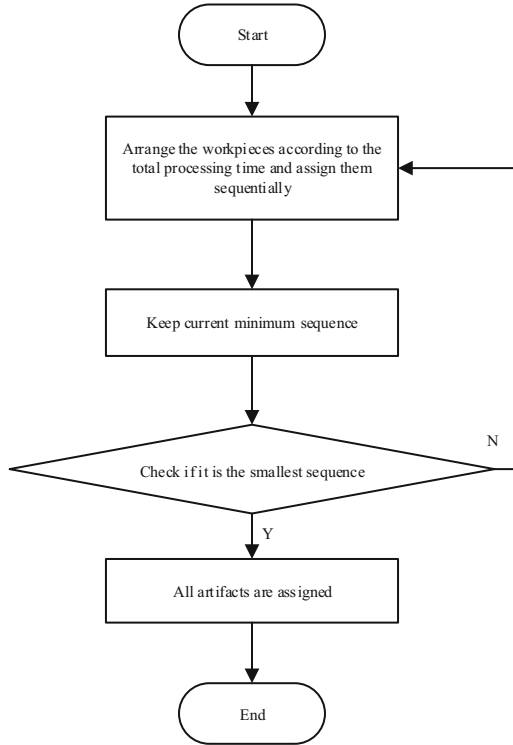 Start
Arrange the workpieces according to the
total processing time and assign them
sequentially
Keep current minimum sequence
Check if it is the smallest sequence
N
Y
All artifacts are assigned
End